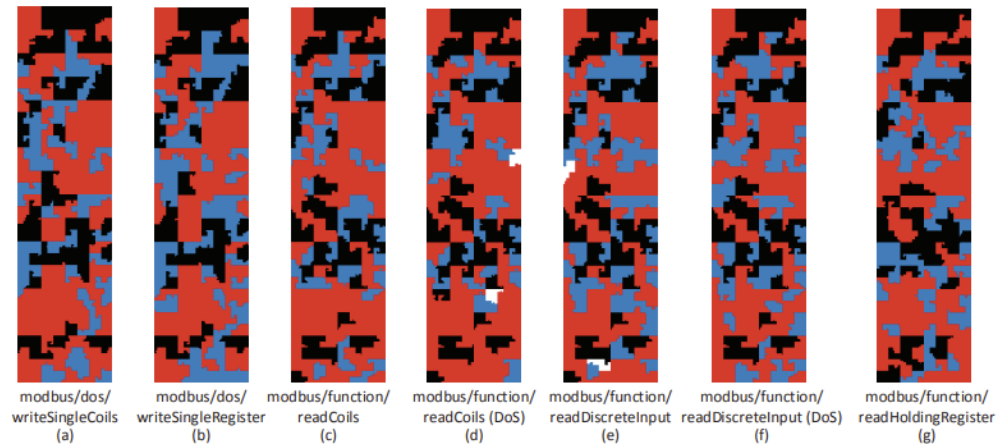 modbus/dos/
writeSingleCoils
(a)
modbus/dos/
writeSingleRegister
(b)
modbus/function/
readCoils
(c)
modbus/function/
readCoils (DoS)
(d)
modbus/function/
readDiscreteInput
(e)
modbus/function/
readDiscreteInput (DoS)
(f)
modbus/function/
readHoldingRegister
(g)